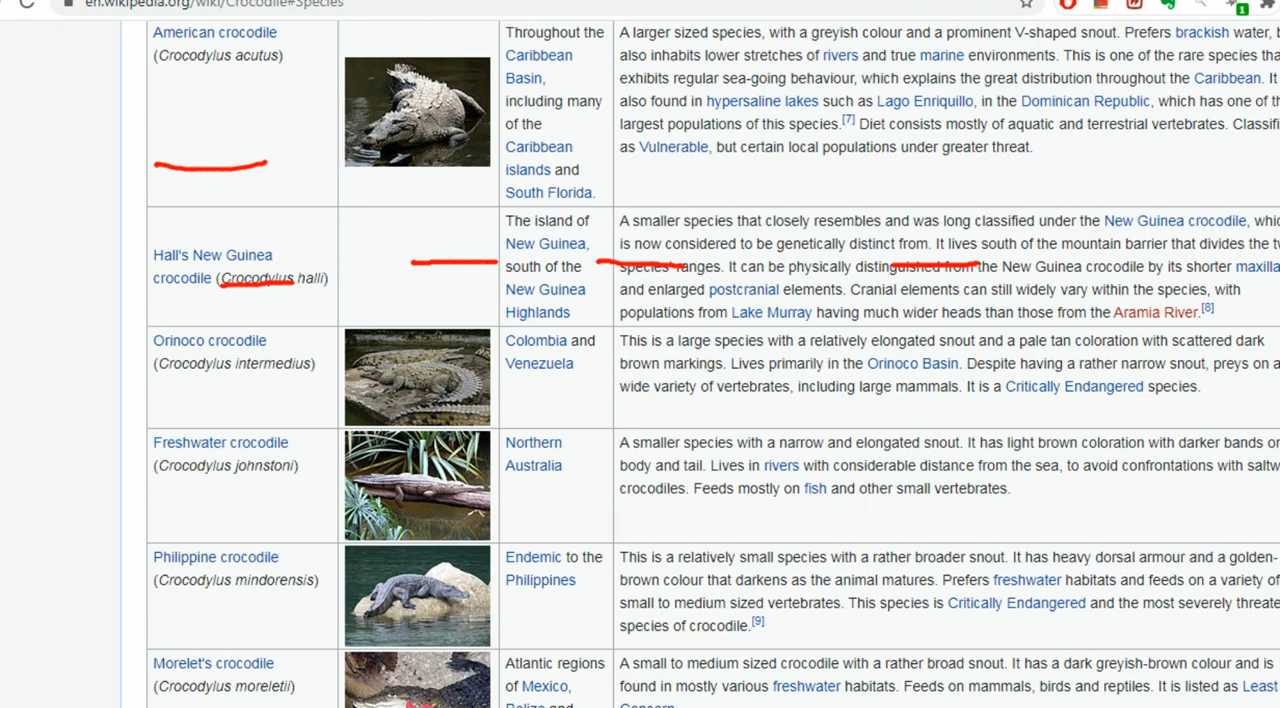 en.wikipedia.org/wiki/Crocodile#Species
1
American crocodile
(Crocodylus acutus)
Throughout the
Caribbean
Basin,
including many
of the
Caribbean
islands and
South Florida.
A larger sized species, with a greyish colour and a prominent V-shaped snout. Prefers brackish water,
also inhabits lower stretches of rivers and true marine environments. This is one of the rare species
exhibits regular sea-going behaviour, which explains the great distribution throughout the Caribbean. It
also found in hypersaline lakes such as Lago Enriquillo, in the Dominican Republic, which has one of
largest populations of this species.[7] Diet consists mostly of aquatic and terrestrial vertebrates.
as Vulnerable, but certain local populations under greater threat.
Hall's New Guinea
crocodile (Crocodylus halli)
The island of
New Guinea,
south of the
New Guinea
Highlands
A smaller species that closely resembles and was long classified under the New Guinea crocodile,
is now considered to be genetically distinct from. It lives south of the mountain barrier that divides the
species' ranges. It can be physically distinguished from the New Guinea crocodile by its shorter maxilla
and enlarged postcranial elements. Cranial elements can still widely vary within the species, with
populations from Lake Murray having much wider heads than those from the Aramia River.[8]
Orinoco crocodile
(Crocodylus intermedius)
Colombia and
Venezuela
This is a large species with a relatively elongated snout and a pale tan coloration with scattered dark
brown markings. Lives primarily in the Orinoco Basin. Despite having a rather narrow snout, preys on a
wide variety of vertebrates, including large mammals. It is a Critically Endangered species.
Freshwater crocodile
(Crocodylus johnstoni)
Northern
Australia
A smaller species with a narrow and elongated snout. It has light brown coloration with darker bands on
body and tail. Lives in rivers with considerable distance from the sea, to avoid confrontations with
crocodiles. Feeds mostly on fish and other small vertebrates.
Philippine crocodile
(Crocodylus mindorensis)
Endemic to the
Philippines
This is a relatively small species with a rather broader snout. It has heavy dorsal armour and a golden-
brown colour that darkens as the animal matures. Prefers freshwater habitats and feeds on a variety of
small to medium sized vertebrates. This species is Critically Endangered and the most severely
species of crocodile.[9]
Morelet's crocodile
(Crocodylus moreletii)
Atlantic regions
of Mexico,
Belize and
A small to medium sized crocodile with a rather broad snout. It has a dark greyish-brown colour and is
found in mostly various freshwater habitats. Feeds on mammals, birds and reptiles. It is listed as Least
Concern.